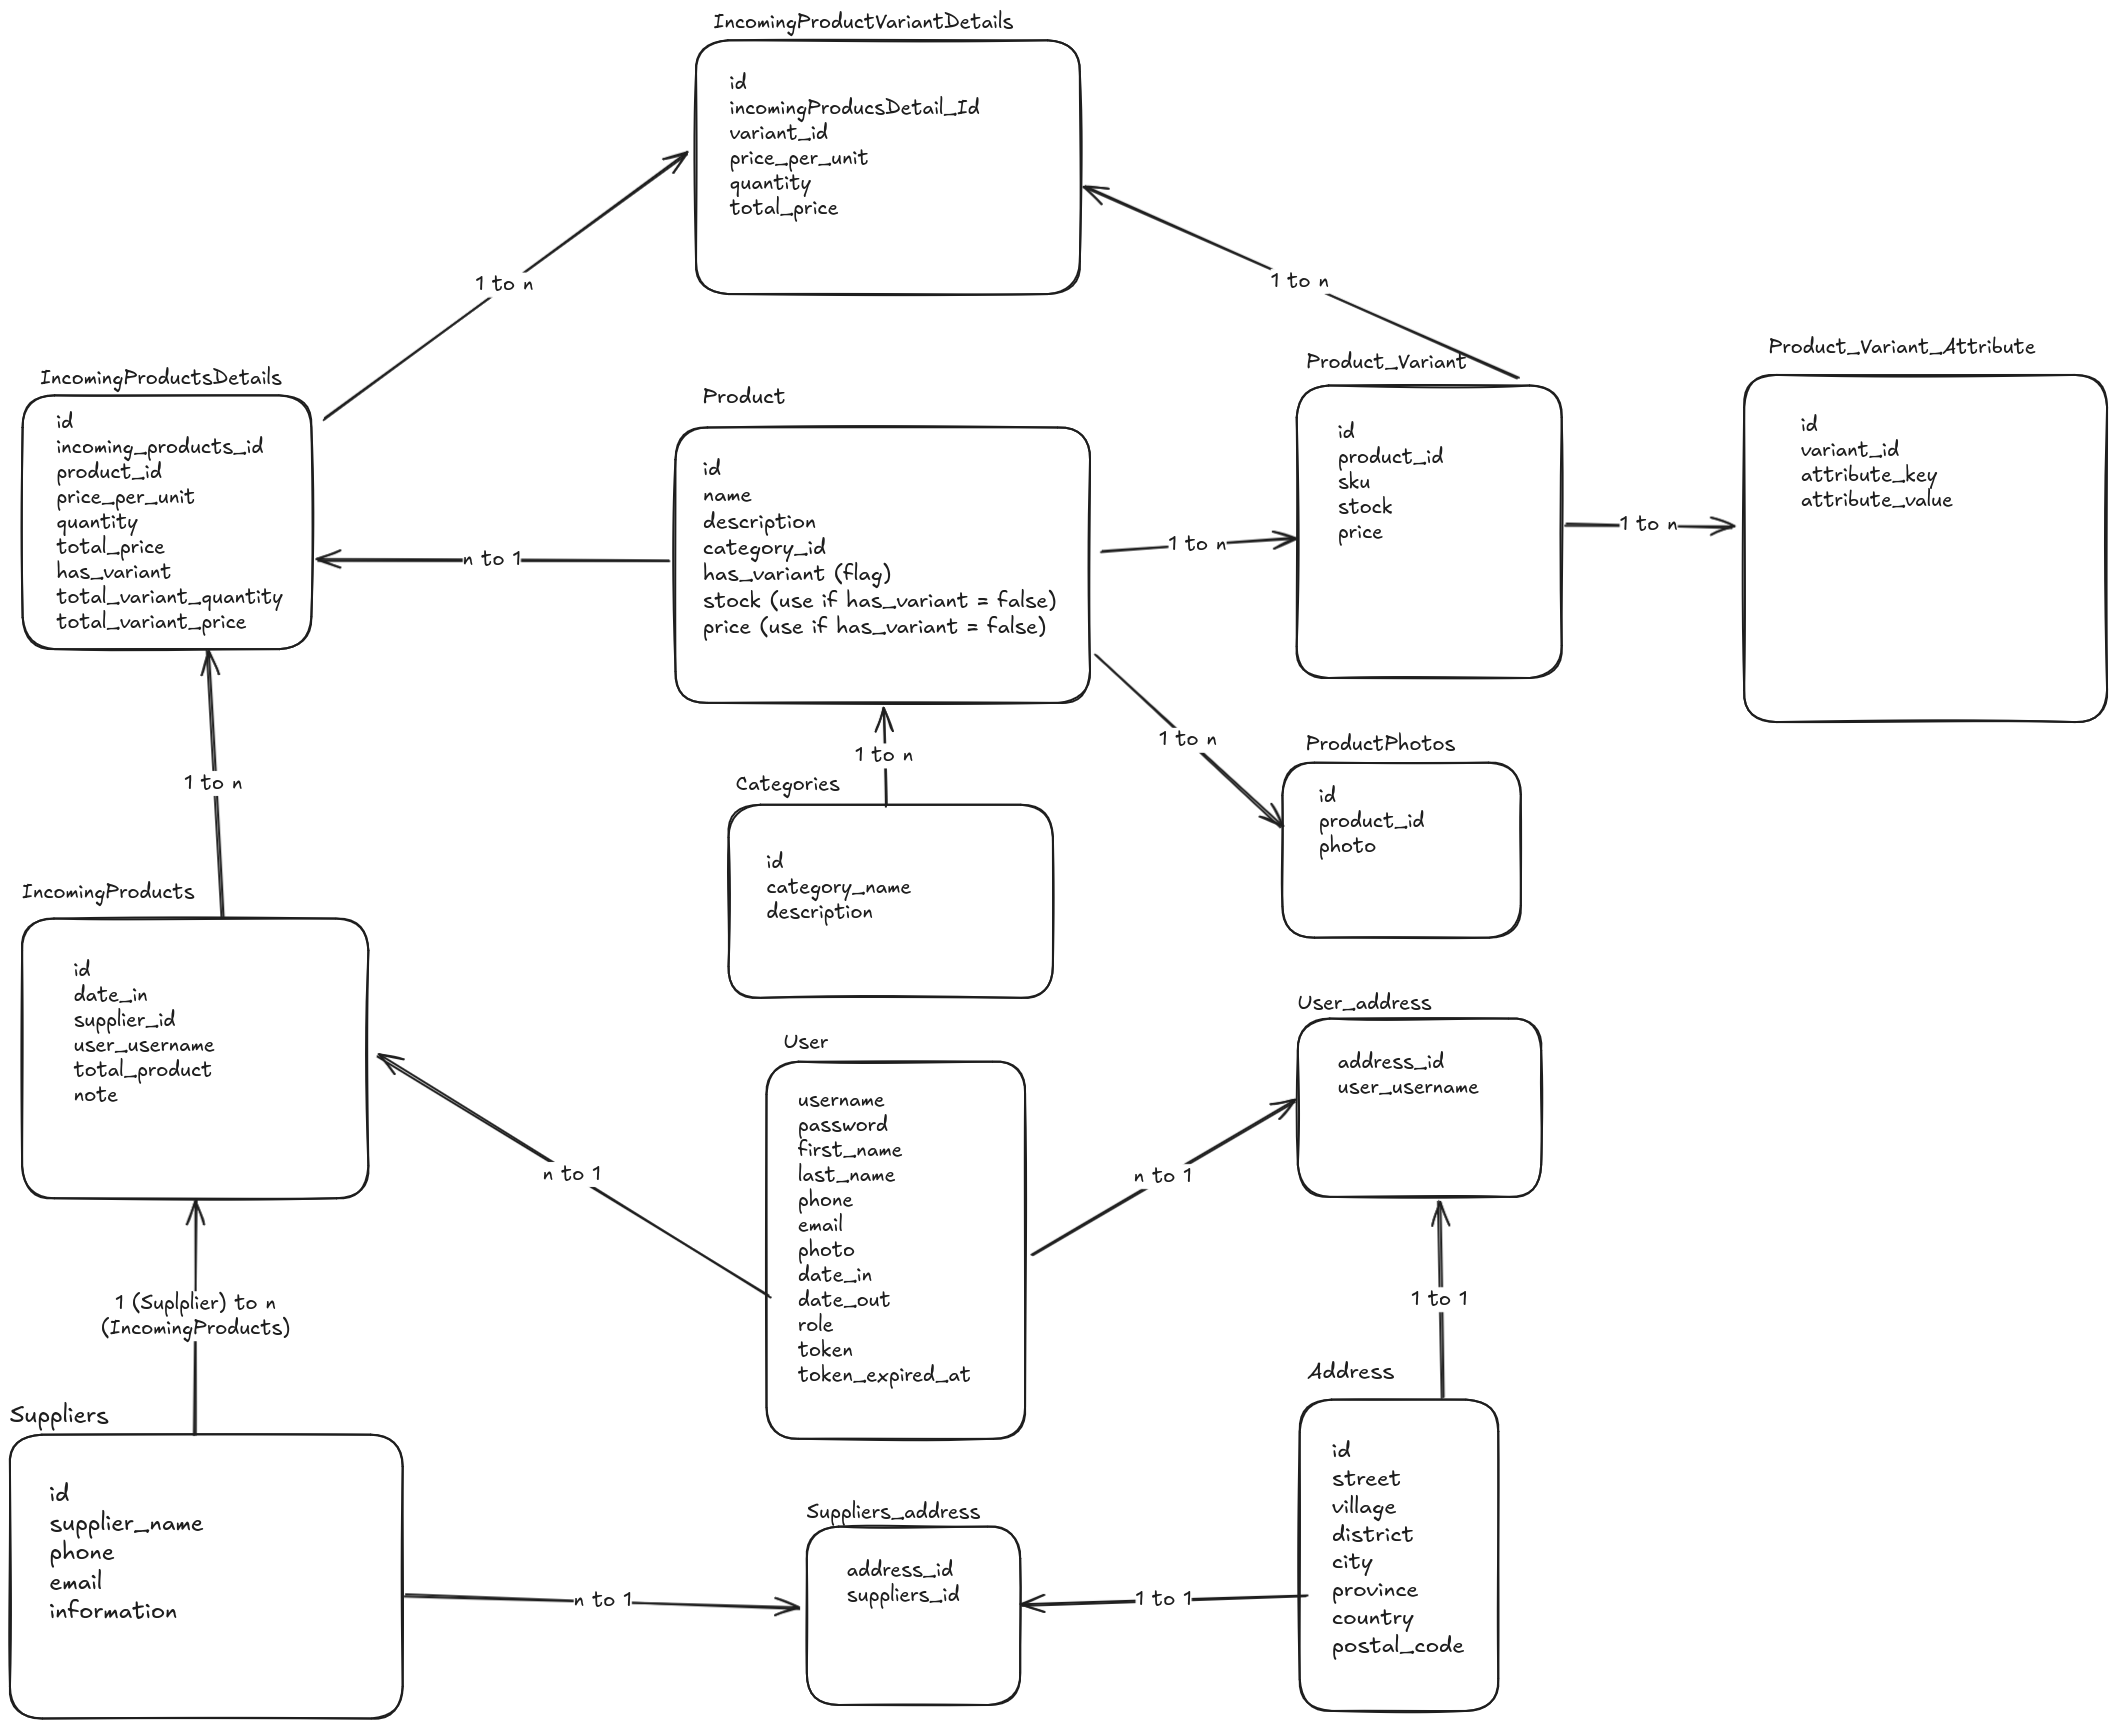 IncomingProductVariantDetails
id
incomingProducsDetail_Id
variant_id
price_per_unit
quantity
total_price
1 to n
1 to n
IncomingProductsDetails
id
incoming_products_id
product_id
price_per_unit
quantity
total_price
has_variant
total_variant_quantity
total_variant_price
n to 1
Product
id
name
description
category_id
has_variant (flag)
stock (use if has_variant = false)
price (use if has_variant = false)
1 to n
Product_Variant
id
product_id
sku
stock
price
1 to n
Product_Variant_Attribute
id
variant_id
attribute_key
attribute_value
1 to n
1 to n
1 to n
ProductPhotos
id
product_id
photo
Categories
id
category_name
description
IncomingProducts
id
date_in
supplier_id
user_username
total_product
note
n to 1
User
username
password
first_name
last_name
phone
email
photo
date_in
date_out
role
token
token_expired_at
n to 1
User_address
address_id
user_username
1 to 1
1 (Suplplier) to n
(IncomingProducts)
Suppliers
id
supplier_name
phone
email
information
n to 1
Suppliers_address
address_id
suppliers_id
1 to 1
Address
id
street
village
district
city
province
country
postal_code